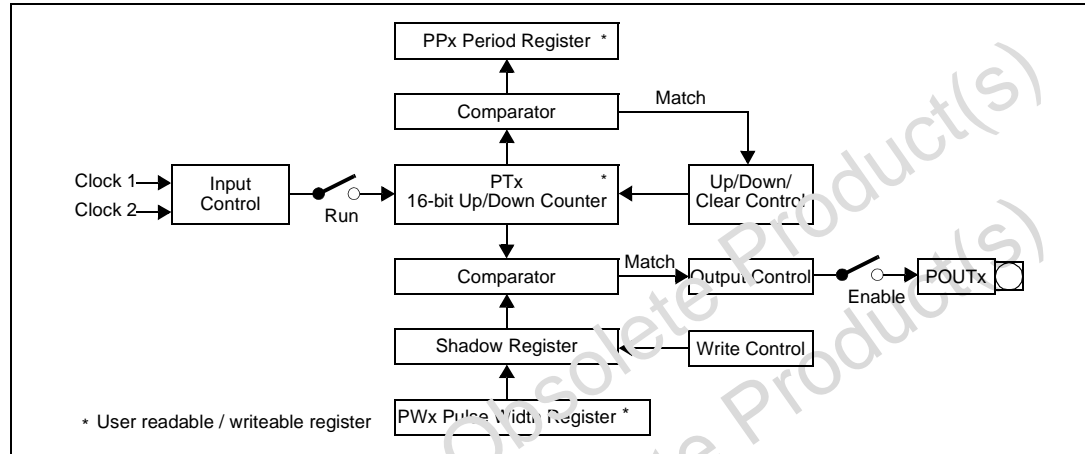 PPx Period Register *
Comparator
Match
Clock 1
Clock 2
Input
Control
Run
PTx *
16-bit Up/Down Counter
Up/Down/
Clear Control
Comparator
Match
Output Control
Enable
POUTx
Shadow Register
Write Control
PWx Pulse Width Register *
* User readable / writeable register
Obsolete Product(s)
Obsolete Product(s)